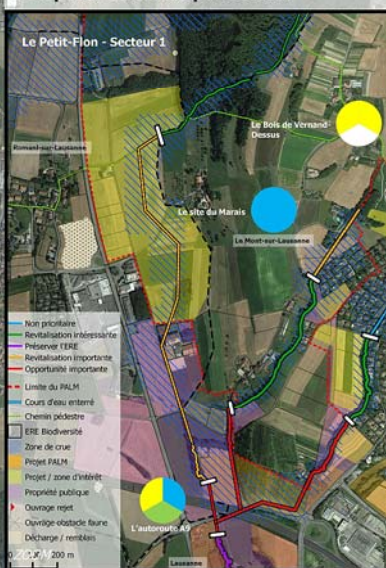 Le Petit-Flon - Secteur 1
Le Bois de Vernand-
Dessus
Romanel-sur-Lausanne
Le site du Marais
Le Mont-sur-Lausanne
Non prioritaire
Revitalisation intéressante
Préserver l'ERE
Revitalisation importante
Opportunité importante
Limite du PALM
Cours d'eau enterré
Chemin pédestre
ERE Biodiversité
Zone de crue
Projet PALM
Projet / zone d'intérêt
Propriété publique
Ouvrage rejet
Ouvrage obstacle faune
Décharge / remblais
L'autoroute A9
200 m
Lausanne